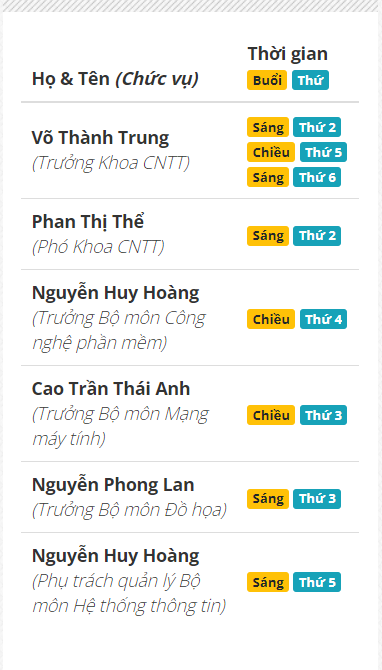 Thời gian
Họ & Tên (Chức vụ)
Buổi Thứ
Võ Thành Trung
(Trưởng Khoa CNTT)
Sáng Thứ 2
Chiều Thứ 5
Sáng Thứ 6
Phan Thị Thể
(Phó Khoa CNTT)
Sáng Thứ 2
Nguyễn Huy Hoàng
(Trưởng Bộ môn Công
nghệ phần mềm)
Chiều Thứ 4
Cao Trần Thái Anh
(Trưởng Bộ môn Mạng
máy tính)
Chiều Thứ 3
Nguyễn Phong Lan
(Trưởng Bộ môn Đồ họa)
Sáng Thứ 3
Nguyễn Huy Hoàng
(Phụ trách quản lý Bộ
môn Hệ thống thông tin)
Sáng Thứ 5